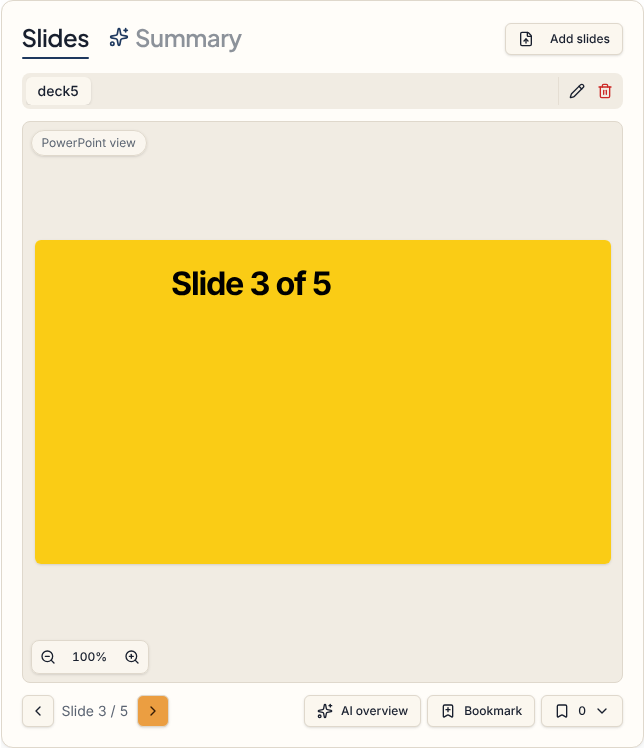 Slides Summary Add slides
deck5
PowerPoint view
Slide 3 of 5
100%
Slide 3 / 5 AI overview Bookmark 0